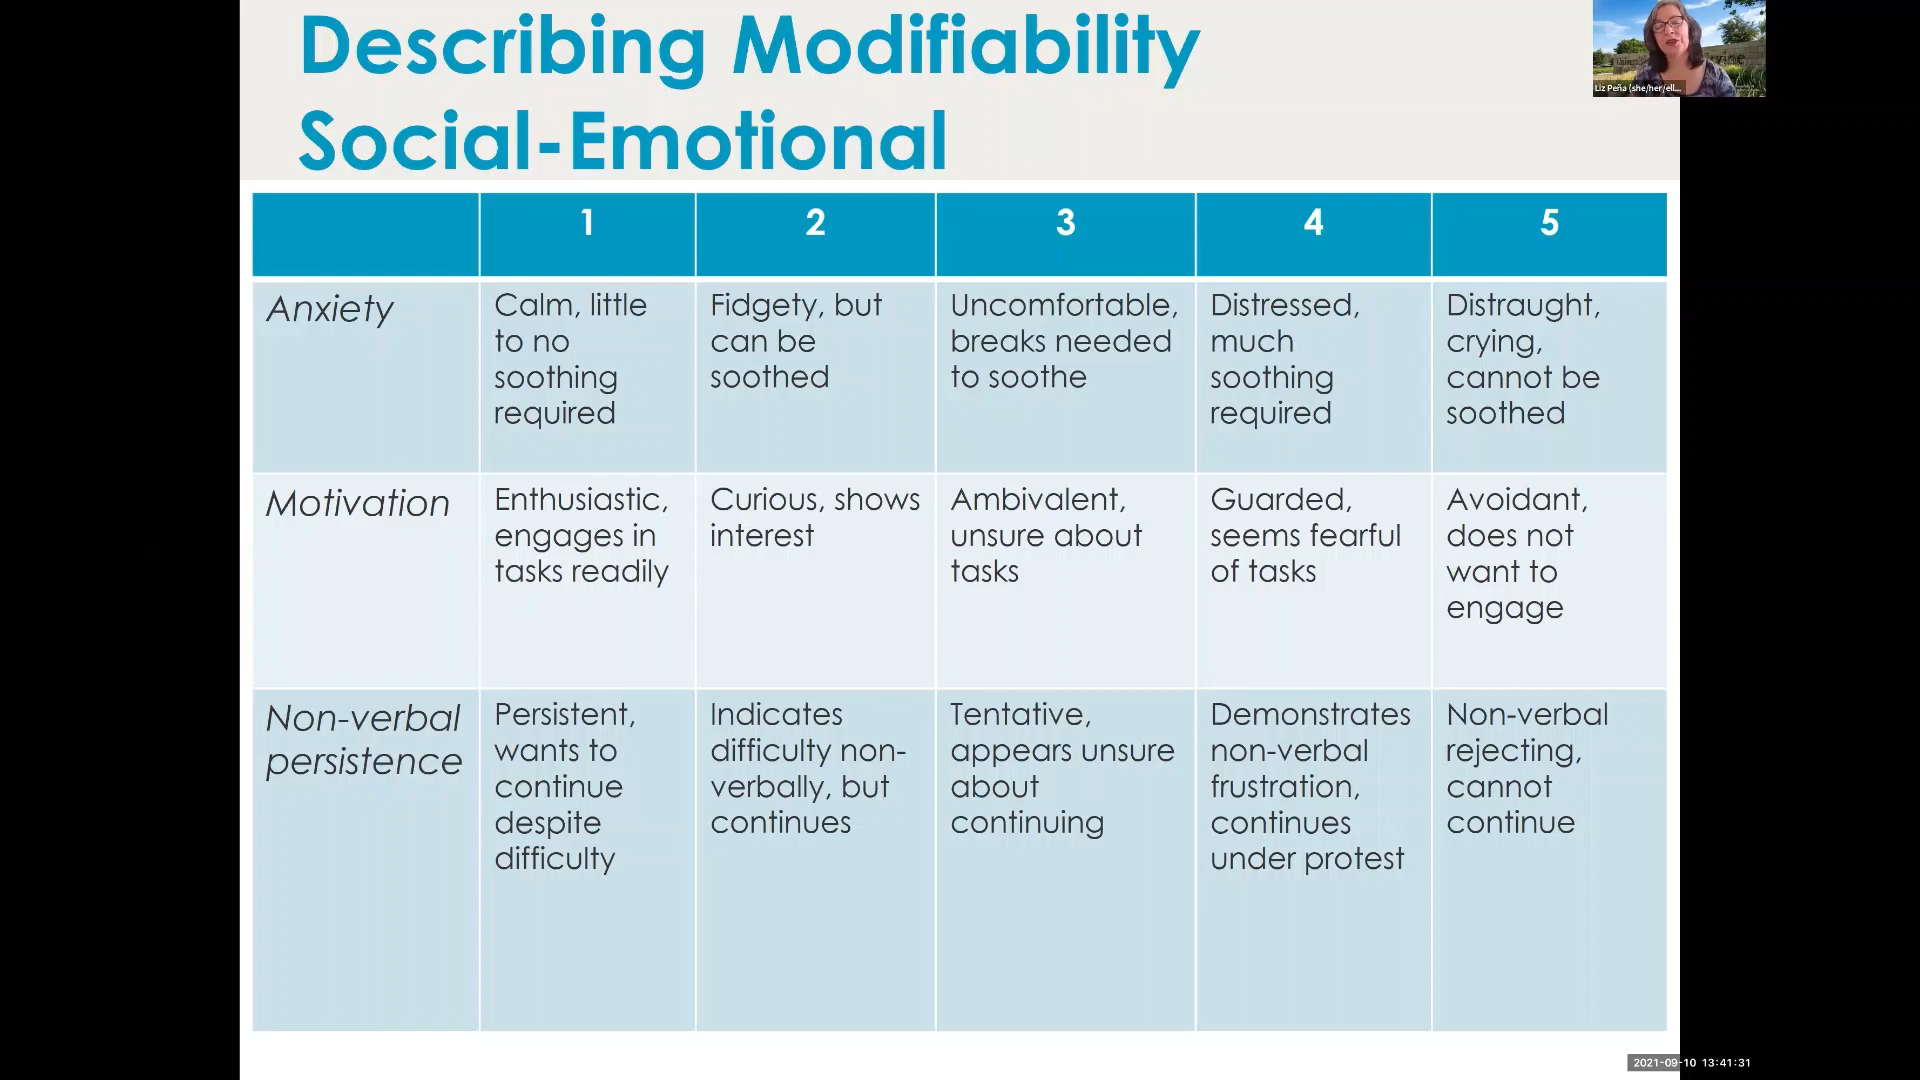 Describing Modifiability
Social-Emotional
Liz Peña (she/her/ell...
1
2
3
4
5
Anxiety
Calm, little
to no
soothing
required
Fidgety, but
can be
soothed
Uncomfortable,
breaks needed
to soothe
Distressed,
much
soothing
required
Distraught,
crying,
cannot be
soothed
Motivation
Enthusiastic,
engages in
tasks readily
Curious, shows
interest
Ambivalent,
unsure about
tasks
Guarded,
seems fearful
of tasks
Avoidant,
does not
want to
engage
Non-verbal
persistence
Persistent,
wants to
continue
despite
difficulty
Indicates
difficulty non-
verbally, but
continues
Tentative,
appears unsure
about
continuing
Demonstrates
non-verbal
frustration,
continues
under protest
Non-verbal
rejecting,
cannot
continue
2021-09-10 13:41:31